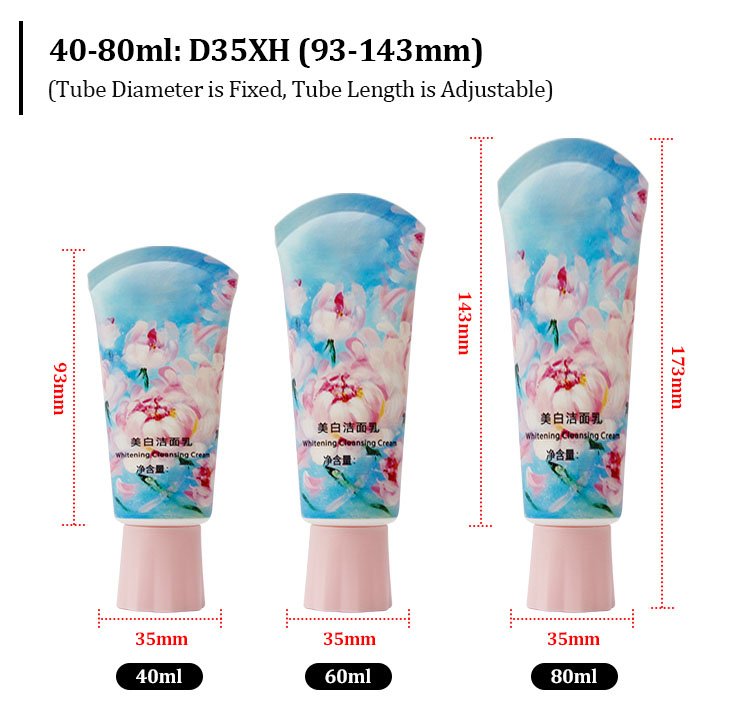 40-80ml: D35XH (93-143mm)
(Tube Diameter is Fixed, Tube Length is Adjustable)
93mm
美白洁面乳
Whitening Cleansing Cream
净含量:
35mm
40ml
美白洁面乳
Whitening Cleansing Cream
净含量:
35mm
60ml
143mm
173mm
美白洁面乳
Whitening Cleansing Cream
净含量:
35mm
80ml